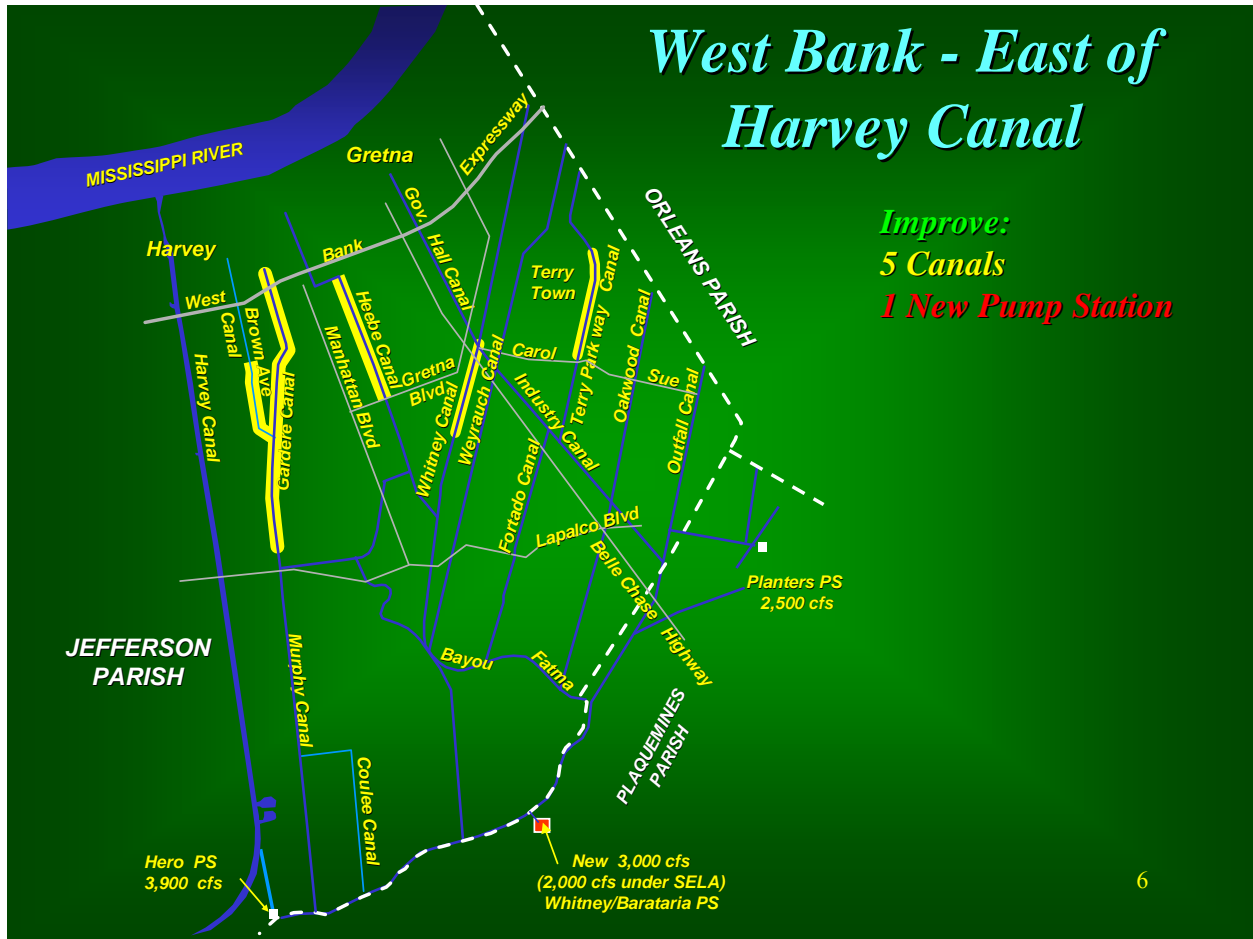 West Bank - East of
Harvey Canal
Improve:
5 Canals
1 New Pump Station
MISSISSIPPI RIVER
Gretna
Expressway
Harvey
West
Bank
Gov.
Hall Canal
Terry
Town
ORLEANS PARISH
Canal
Brown
Ave
Heebe Canal
Manhattan Blvd
Gretna
Blvd
Carol
Sue
Terry Park way Canal
Oakwood Canal
Outfall Canal
Harvey Canal
Gardere Canal
Whitney Canal
Weyrauch Canal
Industry Canal
Fortado Canal
Lapalco Blvd
Belle Chase
Highway
Planters PS
2,500 cfs
JEFFERSON
PARISH
Murphy Canal
Bayou
Fatma
PLAQUEMINES
PARISH
Coulee Canal
Hero PS
3,900 cfs
New 3,000 cfs
(2,000 cfs under SELA)
Whitney/Barataria PS
6